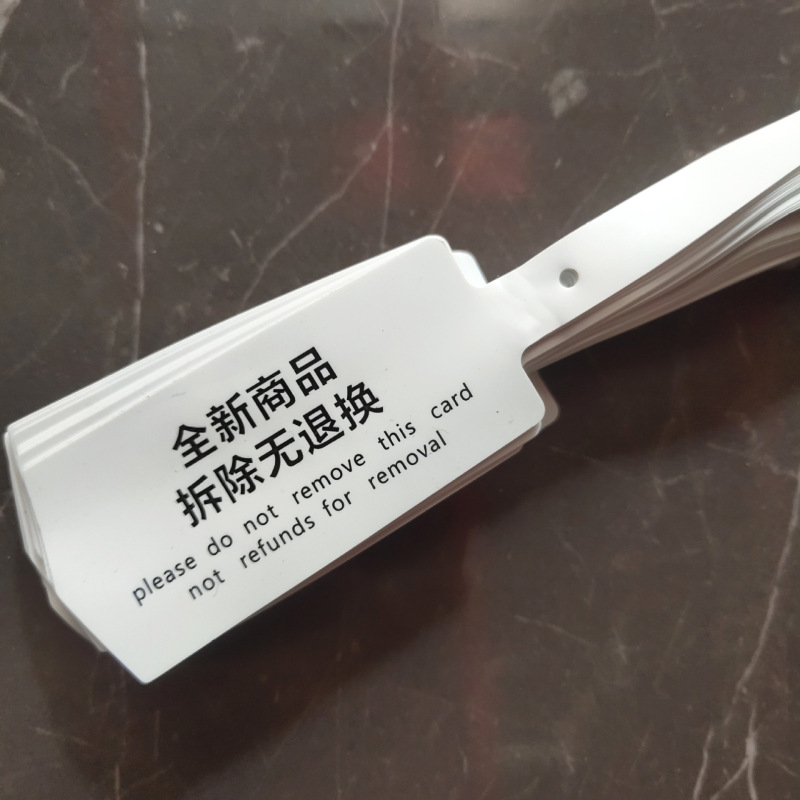 全新商品
拆除无退换
please do not remove this card
not refunds for removal